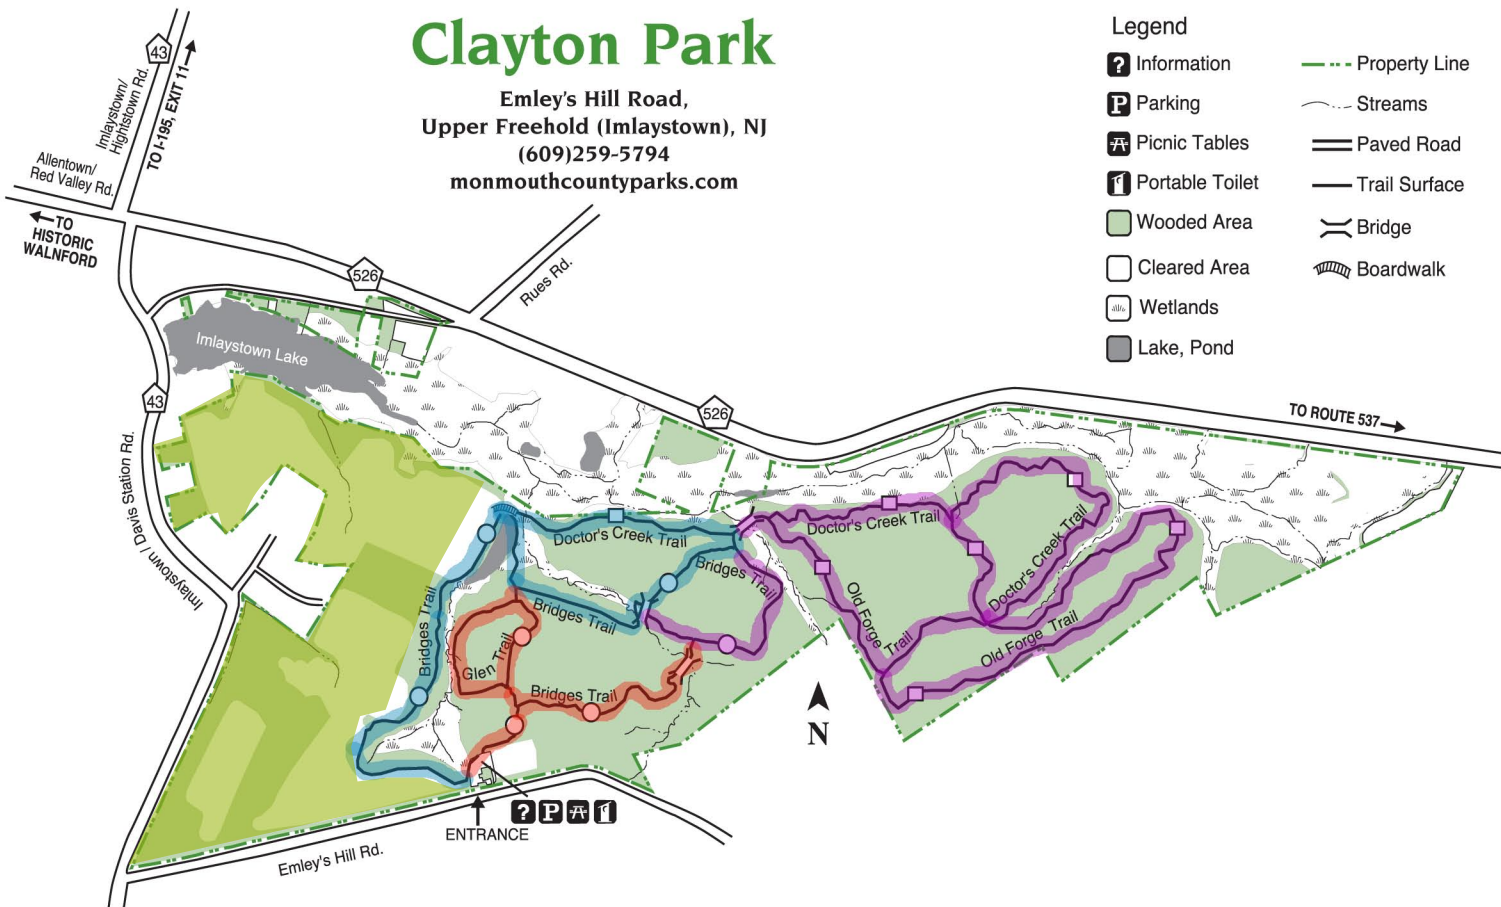 Clayton Park
Emley's Hill Road,
Upper Freehold (Imlaystown), NJ
(609)259-5794
monmouthcountyparks.com
Legend
? Information
P Parking
Picnic Tables
Portable Toilet
Wooded Area
Cleared Area
Wetlands
Lake, Pond
Property Line
Streams
Paved Road
Trail Surface
Bridge
Boardwalk
43
Imlaystown/
Hightstown Rd.
TO I-195, EXIT 11
Allentown/
Red Valley Rd.
TO
HISTORIC
WALNFORD
526
Rues Rd.
Imlaystown Lake
43
526
TO ROUTE 537
Imlaystown / Davis Station Rd.
Doctor's Creek Trail
Doctor's Creek Trail
Doctor's Creek Trail
Bridges Trail
Bridges Trail
Bridges Trail
Old Forge
Trail
Old Forge Trail
Glen Trail
Bridges Trail
N
? P
ENTRANCE
Emley's Hill Rd.